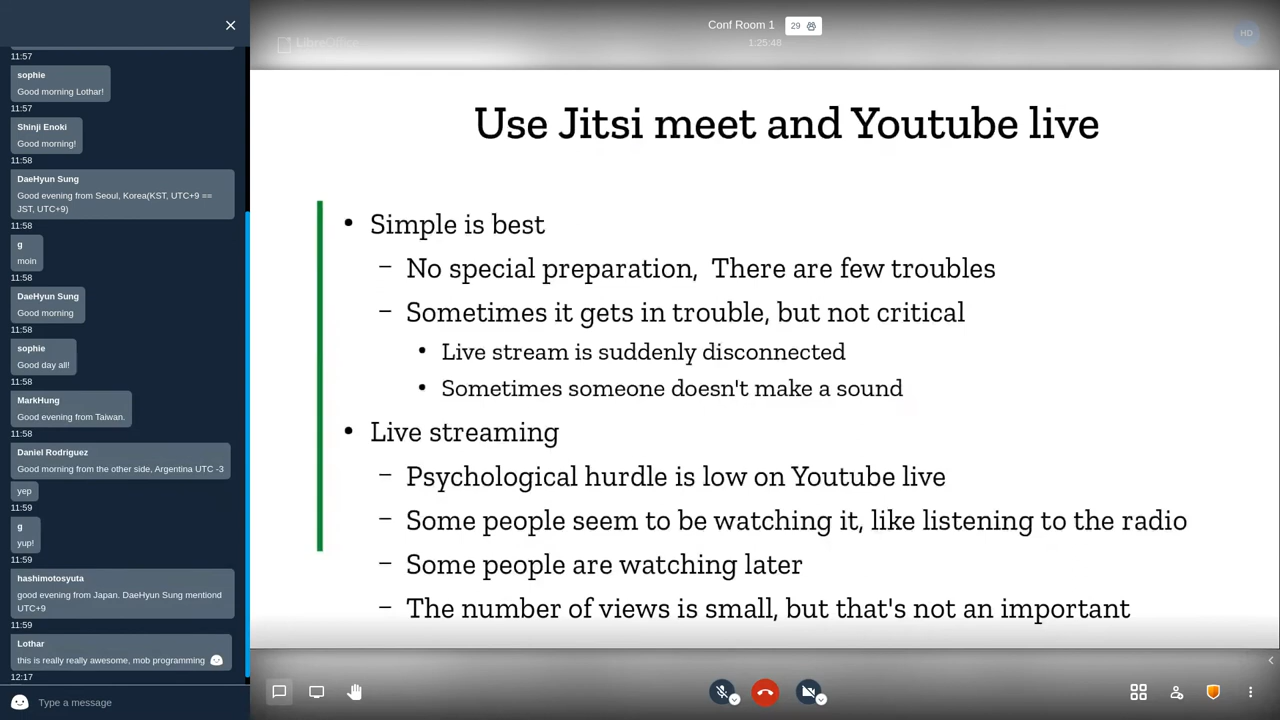 11:57
sophie
Good morning Lothar!
11:57
Shinji Enoki
Good morning!
11:58
DaeHyun Sung
Good evening from Seoul, Korea(KST, UTC+9 ==
JST, UTC+9)
11:58
g
moin
11:58
DaeHyun Sung
Good morning
11:58
sophie
Good day all!
11:58
MarkHung
Good evening from Taiwan.
11:58
Daniel Rodriguez
Good morning from the other side, Argentina UTC -3
yep
11:59
g
yup!
11:59
hashimotosyuta
good evening from Japan. DaeHyun Sung mentiond
UTC+9
11:59
Lothar
this is really really awesome, mob programming
12:17
Type a message
Conf Room 1
29
1:25:48
LibreOffice
HD
Use Jitsi meet and Youtube live
• Simple is best
– No special preparation,  There are few troubles
– Sometimes it gets in trouble, but not critical
• Live stream is suddenly disconnected
• Sometimes someone doesn't make a sound
• Live streaming
– Psychological hurdle is low on Youtube live
– Some people seem to be watching it, like listening to the radio
– Some people are watching later
– The number of views is small, but that's not an important